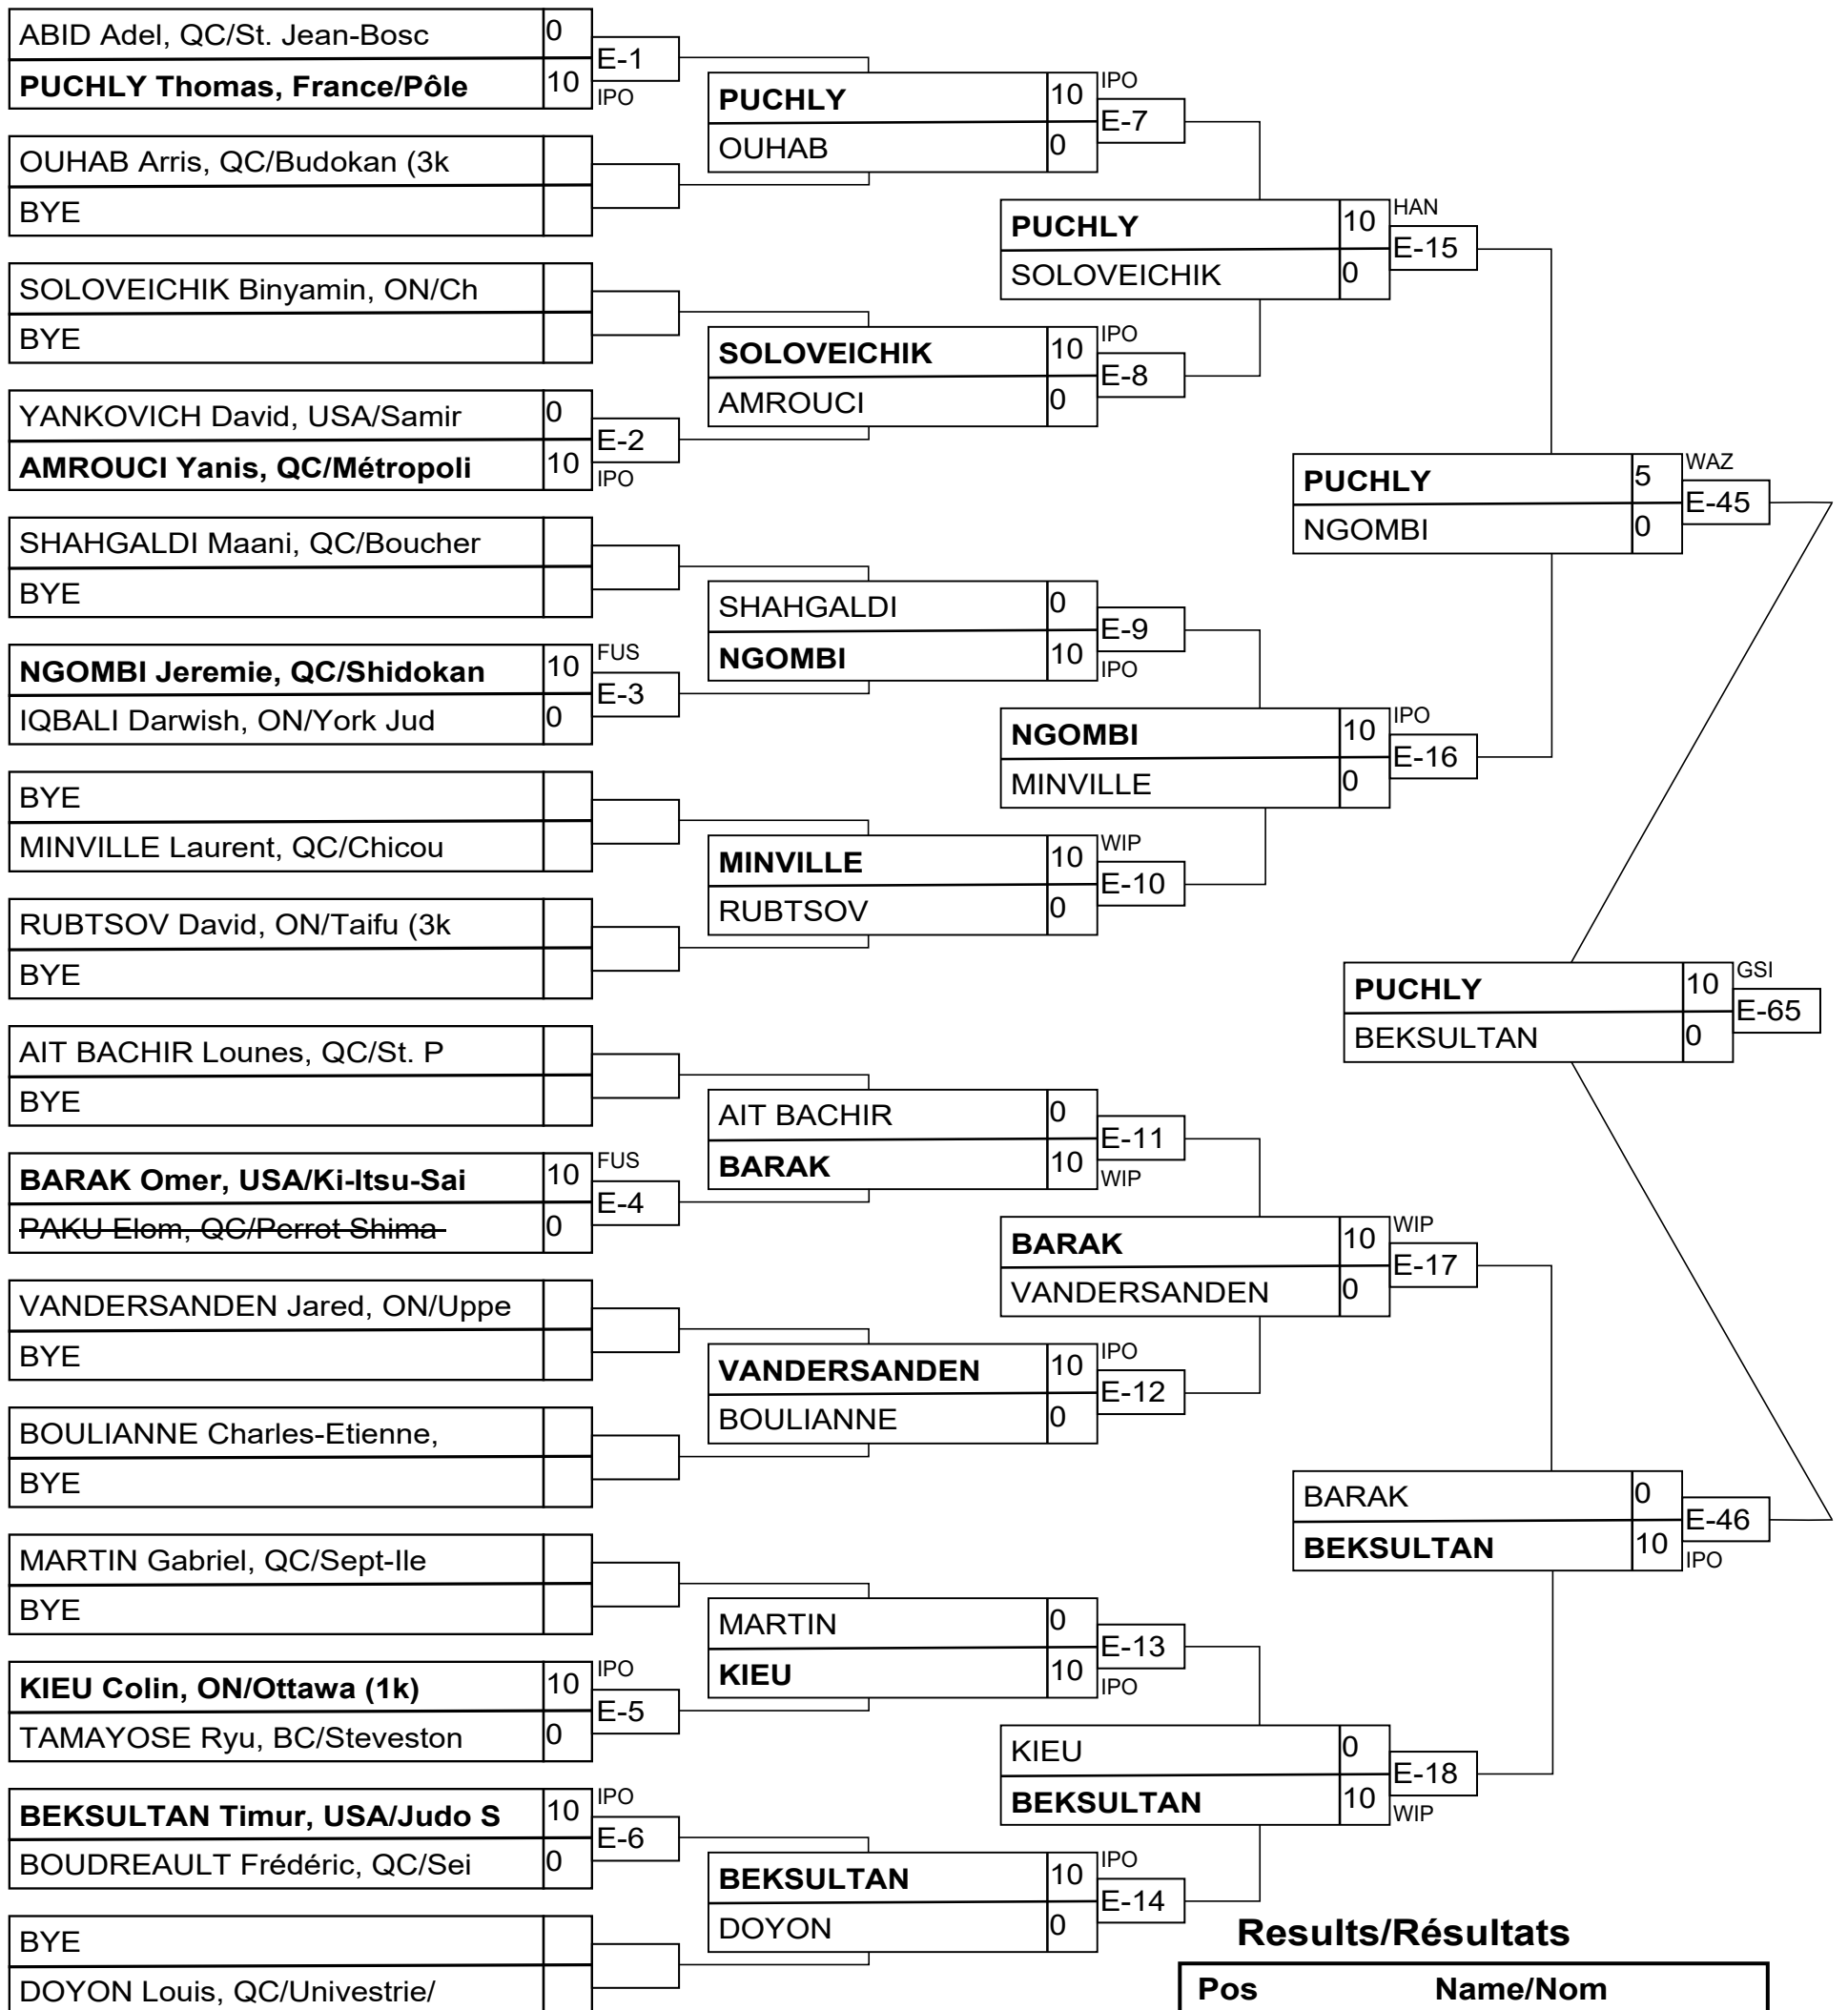 ABID Adel, QC/St. Jean-Bosc 0
E-1
PUCHLY Thomas, France/Pôle 10
IPO
OUHAB Arris, QC/Budokan (3k
BYE
SOLOVEICHIK Binyamin, ON/Ch
BYE
YANKOVICH David, USA/Samir 0
E-2
AMROUCI Yanis, QC/Métropoli 10
IPO
SHAHGALDI Maani, QC/Boucher
BYE
NGOMBI Jeremie, QC/Shidokan 10
FUS
E-3
IQBALI Darwish, ON/York Jud 0
BYE
MINVILLE Laurent, QC/Chicou
RUBTSOV David, ON/Taifu (3k
BYE
AIT BACHIR Lounes, QC/St. P
BYE
BARAK Omer, USA/Ki-Itsu-Sai 10
FUS
E-4
PAKU Elom, QC/Perrot Shima 0
VANDERSANDEN Jared, ON/Uppe
BYE
BOULIANNE Charles-Etienne,
BYE
MARTIN Gabriel, QC/Sept-Ile
BYE
KIEU Colin, ON/Ottawa (1k) 10
IPO
E-5
TAMAYOSE Ryu, BC/Steveston 0
BEKSULTAN Timur, USA/Judo S 10
IPO
E-6
BOUDREAULT Frédéric, QC/Sei 0
BYE
DOYON Louis, QC/Univestrie/
PUCHLY 10
IPO
E-7
OUHAB 0
SOLOVEICHIK 10
IPO
E-8
AMROUCI 0
SHAHGALDI 0
E-9
NGOMBI 10
IPO
MINVILLE 10
WIP
E-10
RUBTSOV 0
AIT BACHIR 0
E-11
BARAK 10
WIP
VANDERSANDEN 10
IPO
E-12
BOULIANNE 0
MARTIN 0
E-13
KIEU 10
IPO
BEKSULTAN 10
IPO
E-14
DOYON 0
PUCHLY 10
HAN
E-15
SOLOVEICHIK 0
NGOMBI 10
IPO
E-16
MINVILLE 0
BARAK 10
WIP
E-17
VANDERSANDEN 0
KIEU 0
E-18
BEKSULTAN 10
WIP
PUCHLY 5
WAZ
E-45
NGOMBI 0
BARAK 0
E-46
BEKSULTAN 10
IPO
PUCHLY 10
GSI
E-65
BEKSULTAN 0
Results/Résultats
Pos Name/Nom